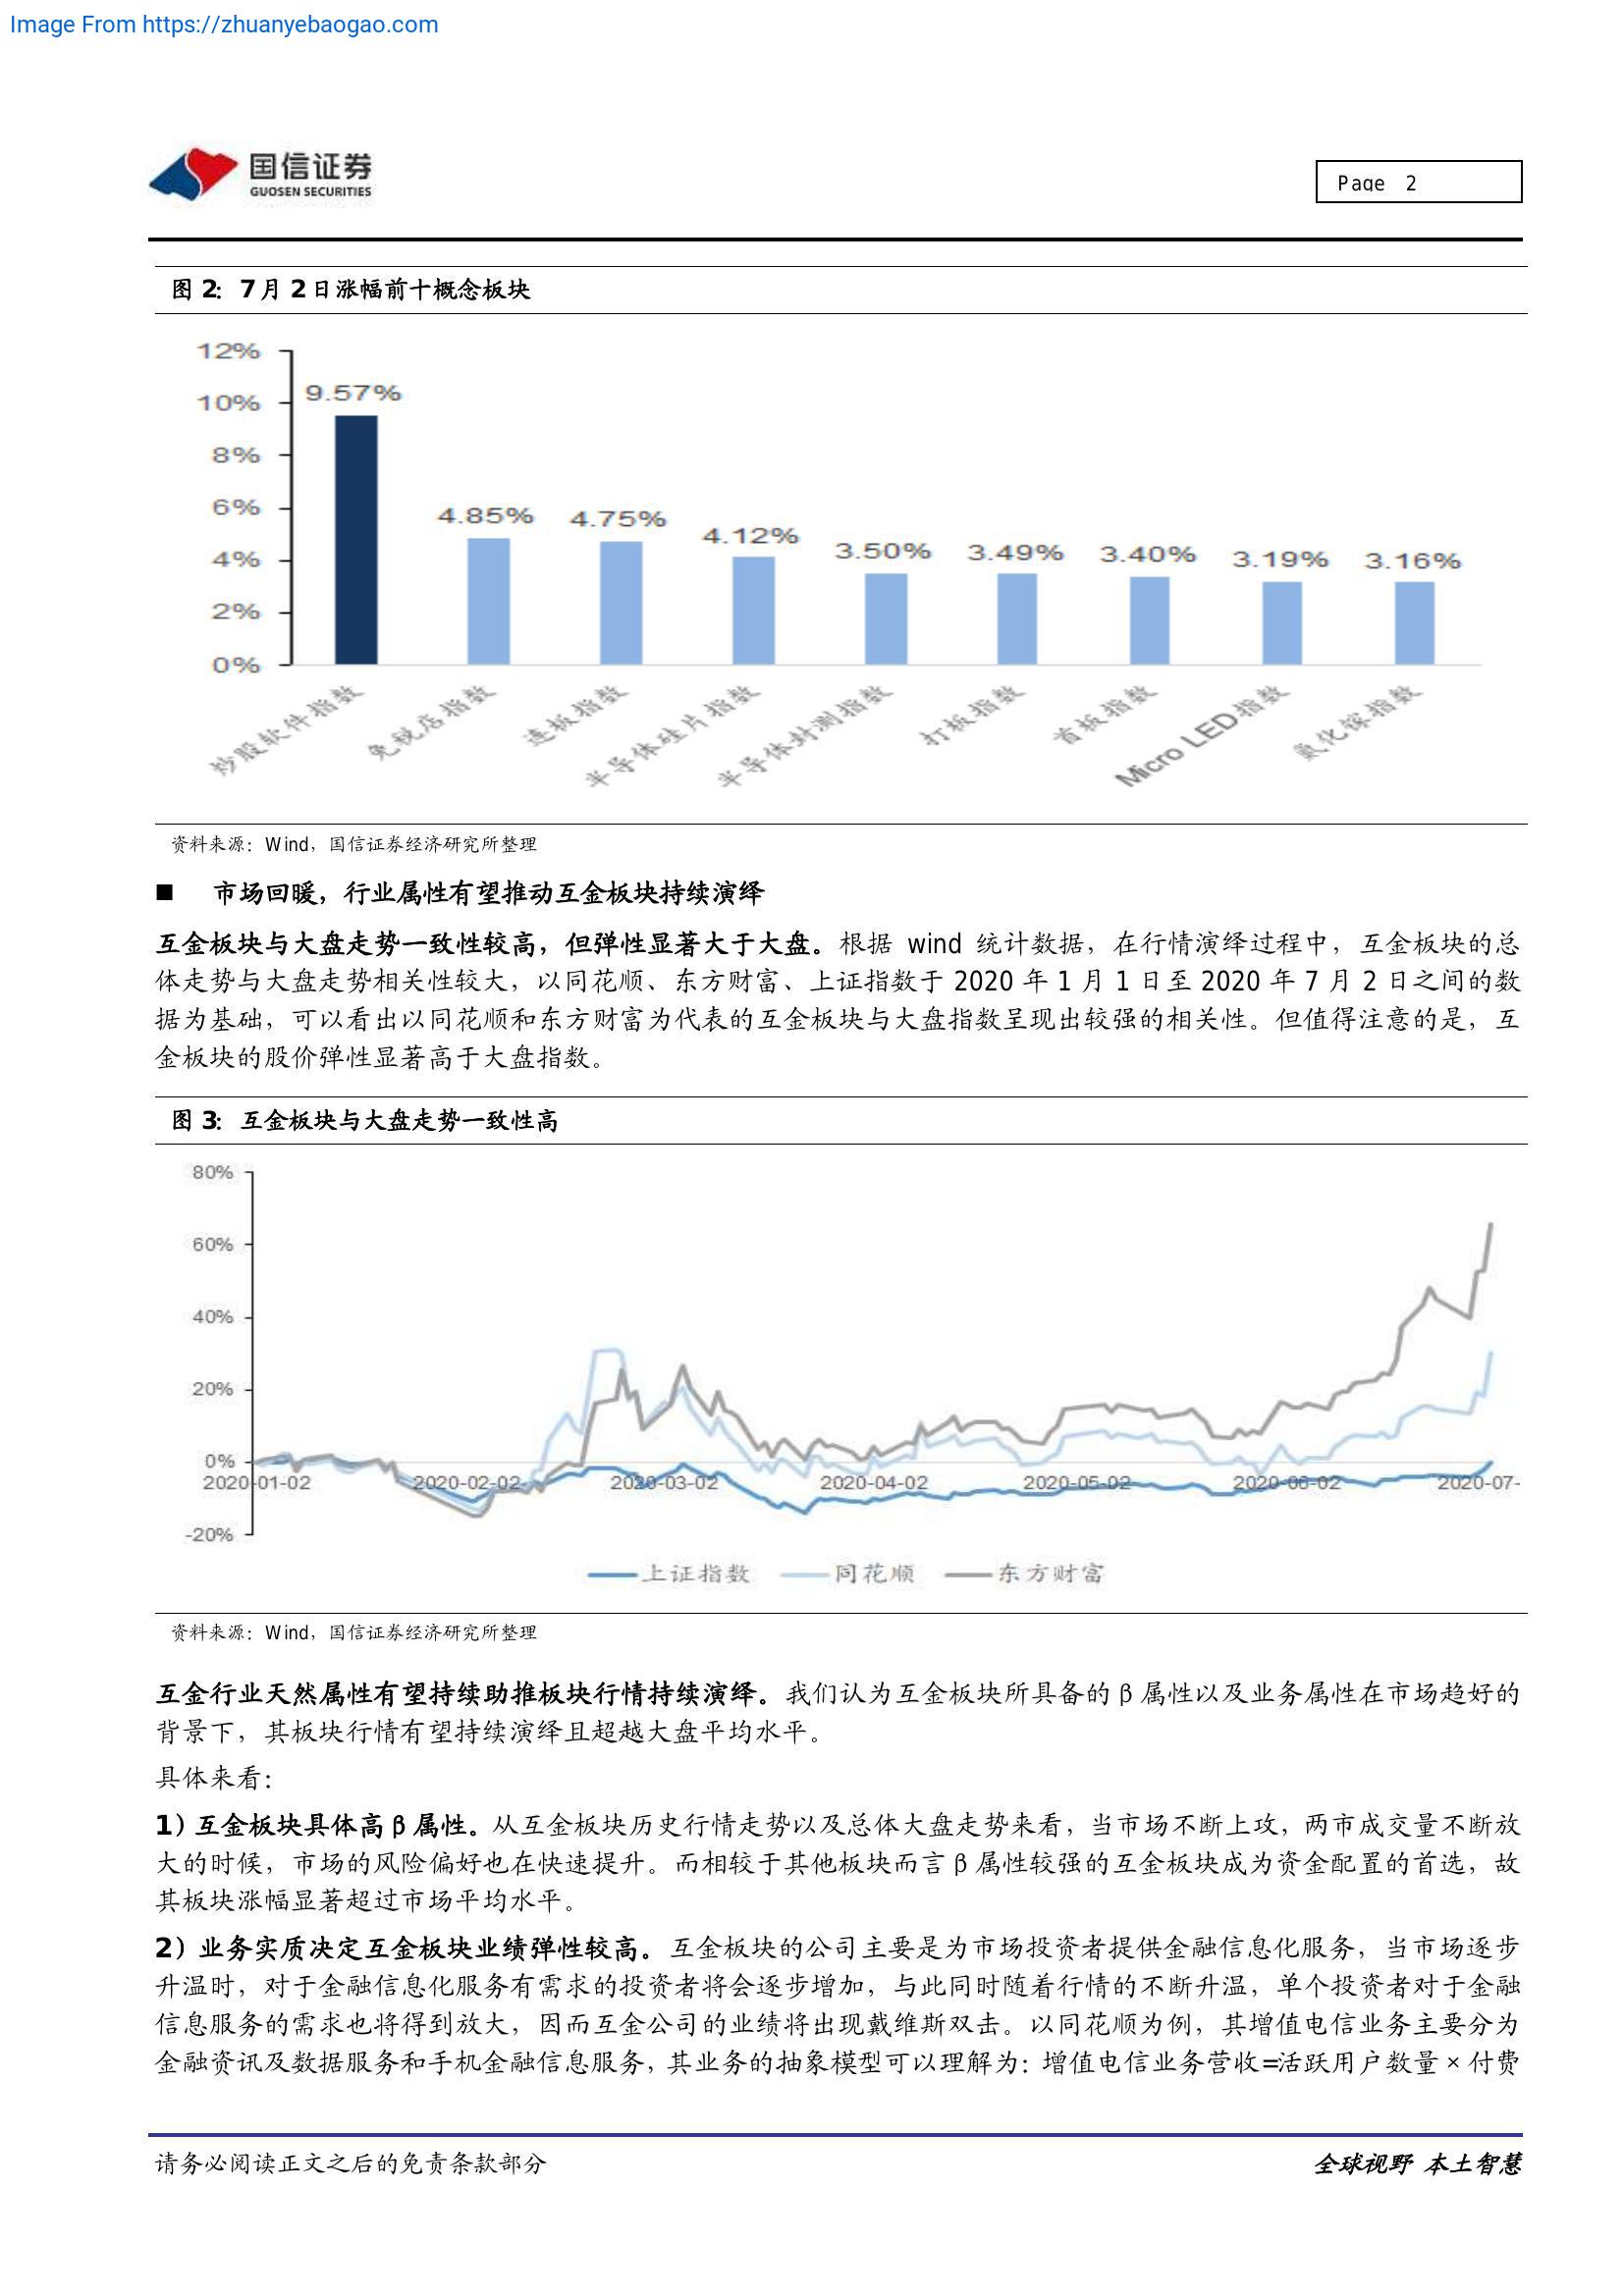 Image From https://zhuanyebaogao.com
国信证券
GUOSEN SECURITIES
Page 2
图 2：7 月 2 日涨幅前十概念板块
12%
10%
8%
6%
4%
2%
0%
9.57%
4.85%
4.75%
4.12%
3.50%
3.49%
3.40%
3.19%
3.16%
炒股软件指数
免税店指数
连板指数
半导体硅片指数
半导体封测指数
打板指数
首板指数
Micro LED指数
氮化镓指数
资料来源：Wind，国信证券经济研究所整理
■ 市场回暖，行业属性有望推动互金板块持续演绎
互金板块与大盘走势一致性较高，但弹性显著大于大盘。根据 wind 统计数据，在行情演绎过程中，互金板块的总
体走势与大盘走势相关性较大，以同花顺、东方财富、上证指数于 2020 年 1 月 1 日至 2020 年 7 月 2 日之间的数
据为基础，可以看出以同花顺和东方财富为代表的互金板块与大盘指数呈现出较强的相关性。但值得注意的是，互
金板块的股价弹性显著高于大盘指数。
图 3：互金板块与大盘走势一致性高
80%
60%
40%
20%
0%
-20%
2020-01-02
2020-02-02
2020-03-02
2020-04-02
2020-05-02
2020-06-02
2020-07-
上证指数
同花顺
东方财富
资料来源：Wind，国信证券经济研究所整理
互金行业天然属性有望持续助推板块行情持续演绎。我们认为互金板块所具备的 β 属性以及业务属性在市场趋好的
背景下，其板块行情有望持续演绎且超越大盘平均水平。
具体来看：
1）互金板块具体高 β 属性。从互金板块历史行情走势以及总体大盘走势来看，当市场不断上攻，两市成交量不断放
大的时候，市场的风险偏好也在快速提升。而相较于其他板块而言 β 属性较强的互金板块成为资金配置的首选，故
其板块涨幅显著超过市场平均水平。
2）业务实质决定互金板块业绩弹性较高。互金板块的公司主要是为市场投资者提供金融信息化服务，当市场逐步
升温时，对于金融信息化服务有需求的投资者将会逐步增加，与此同时随着行情的不断升温，单个投资者对于金融
信息服务的需求也将得到放大，因而互金公司的业绩将出现戴维斯双击。以同花顺为例，其增值电信业务主要分为
金融资讯及数据服务和手机金融信息服务，其业务的抽象模型可以理解为：增值电信业务营收=活跃用户数量 × 付费
请务必阅读正文之后的免责条款部分
全球视野 本土智慧